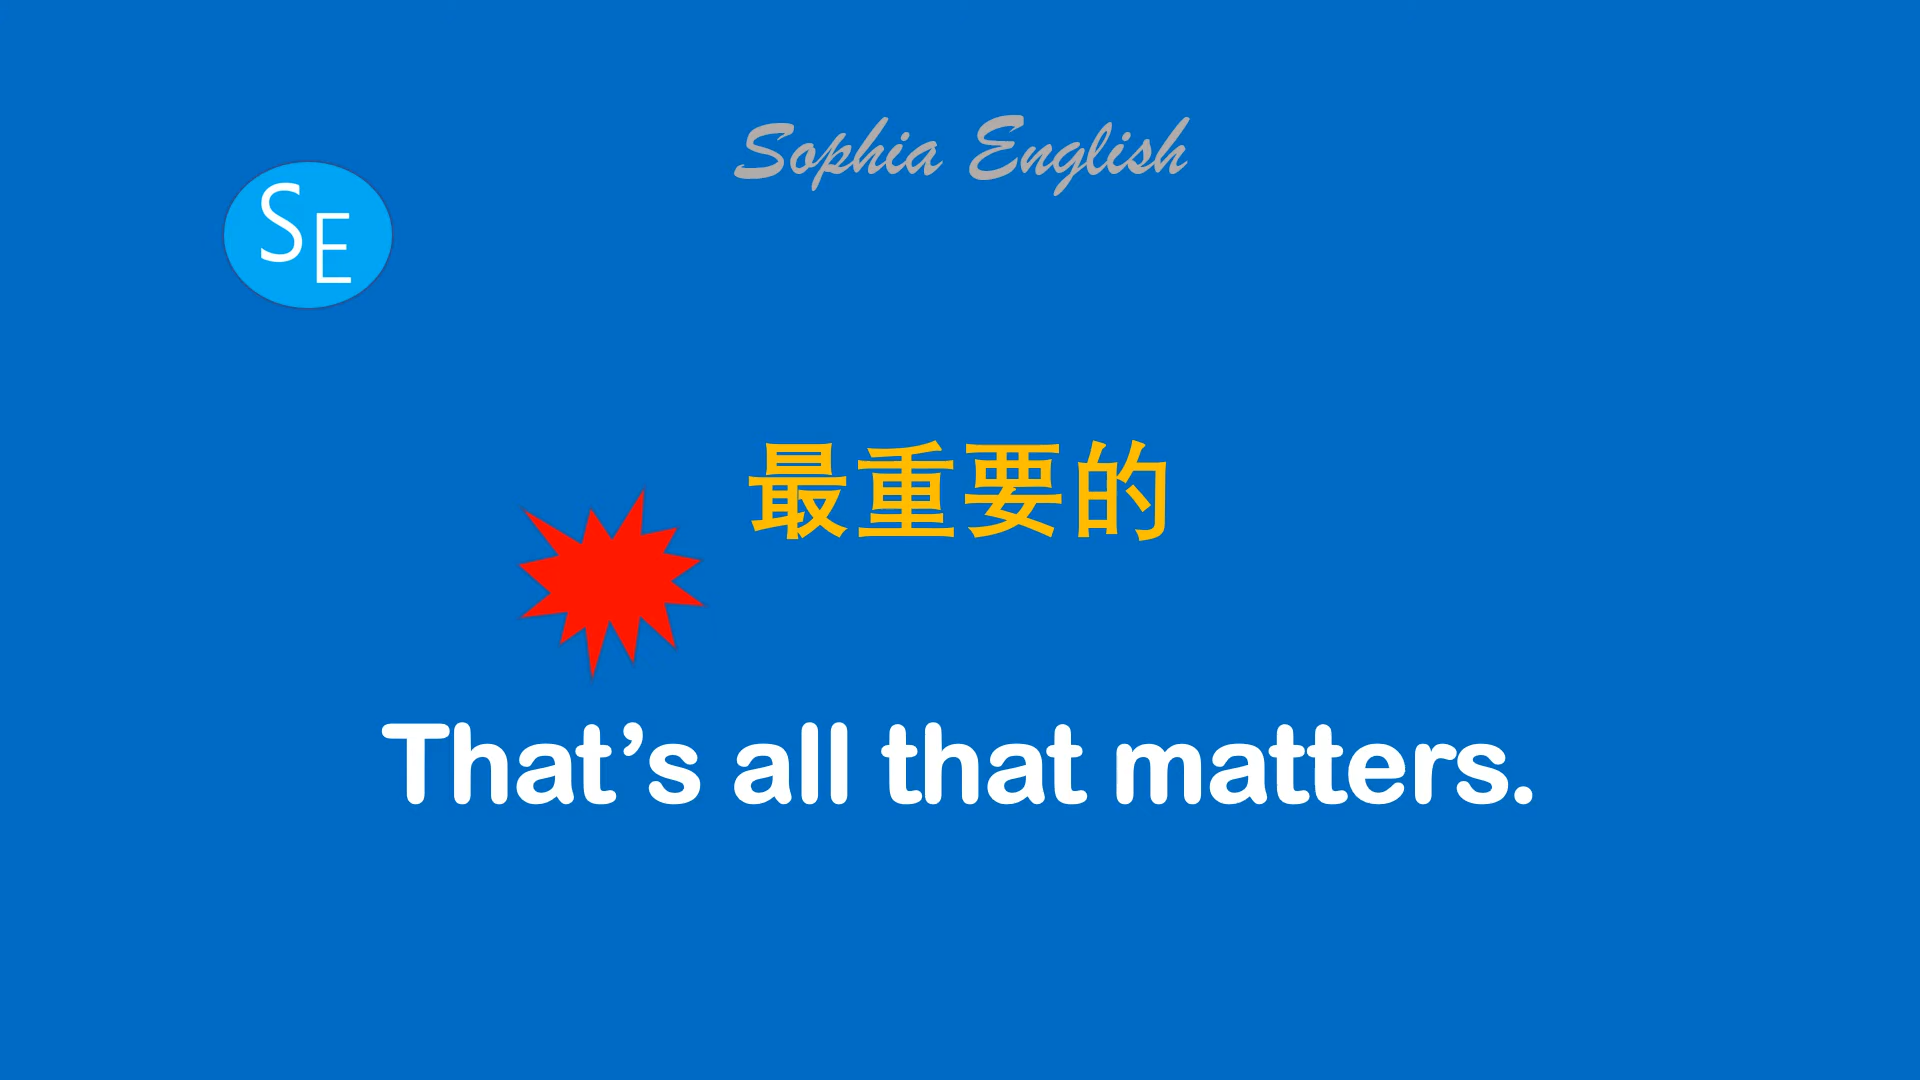 Sophia English
SE
最重要的
That’s all that matters.